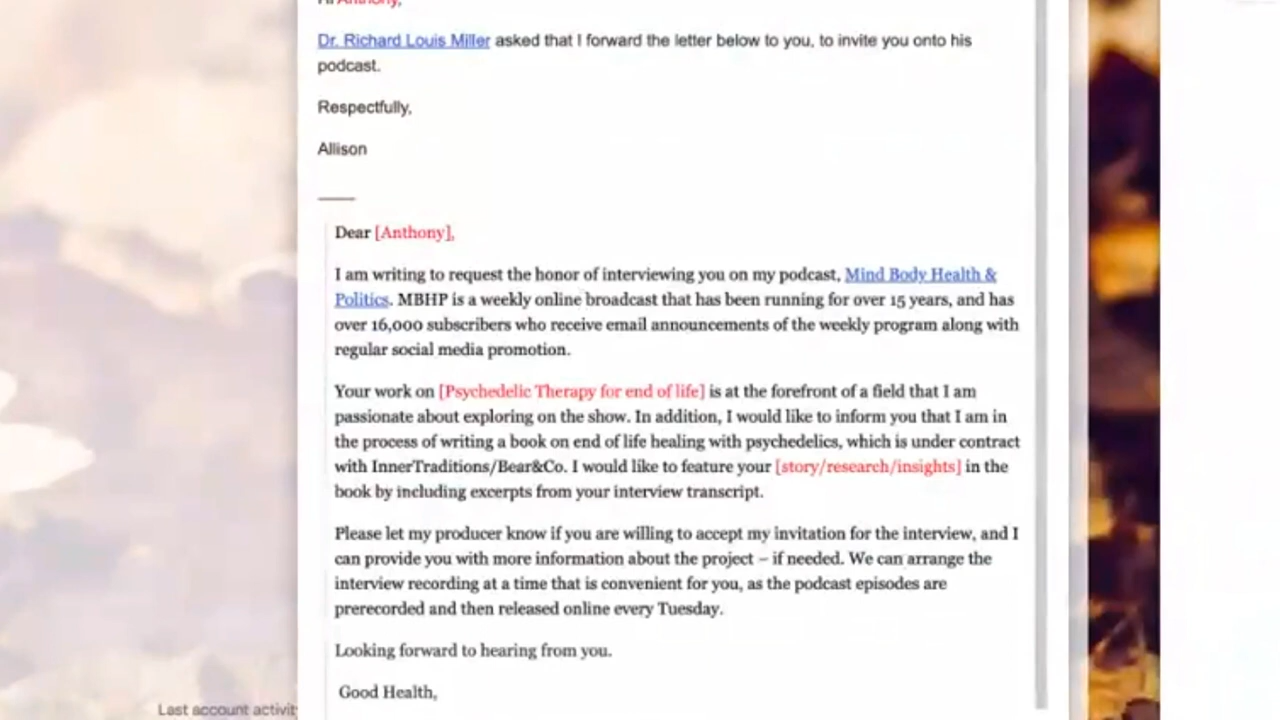 Hi Anthony,
Dr. Richard Louis Miller asked that I forward the letter below to you, to invite you onto his
podcast.
Respectfully,
Allison
Dear [Anthony],
I am writing to request the honor of interviewing you on my podcast, Mind Body Health &
Politics. MBHP is a weekly online broadcast that has been running for over 15 years, and has
over 16,000 subscribers who receive email announcements of the weekly program along with
regular social media promotion.
Your work on [Psychedelic Therapy for end of life] is at the forefront of a field that I am
passionate about exploring on the show. In addition, I would like to inform you that I am in
the process of writing a book on end of life healing with psychedelics, which is under contract
with InnerTraditions/Bear&Co. I would like to feature your [story/research/insights] in the
book by including excerpts from your interview transcript.
Please let my producer know if you are willing to accept my invitation for the interview, and I
can provide you with more information about the project – if needed. We can arrange the
interview recording at a time that is convenient for you, as the podcast episodes are
prerecorded and then released online every Tuesday.
Looking forward to hearing from you.
Good Health,
Last account activit